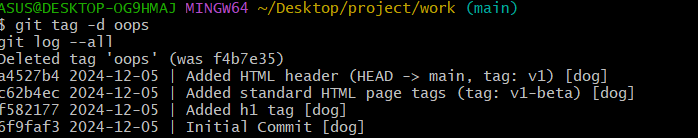 ASUS@DESKTOP-OG9HMAJ MINGW64 ~/Desktop/project/work (main)
$ git tag -d oops
git log --all
Deleted tag 'oops' (was f4b7e35)
a4527b4 2024-12-05 | Added HTML header (HEAD -> main, tag: v1) [dog]
c62b4ec 2024-12-05 | Added standard HTML page tags (tag: v1-beta) [dog]
f582177 2024-12-05 | Added h1 tag [dog]
6f9faf3 2024-12-05 | Initial Commit [dog]